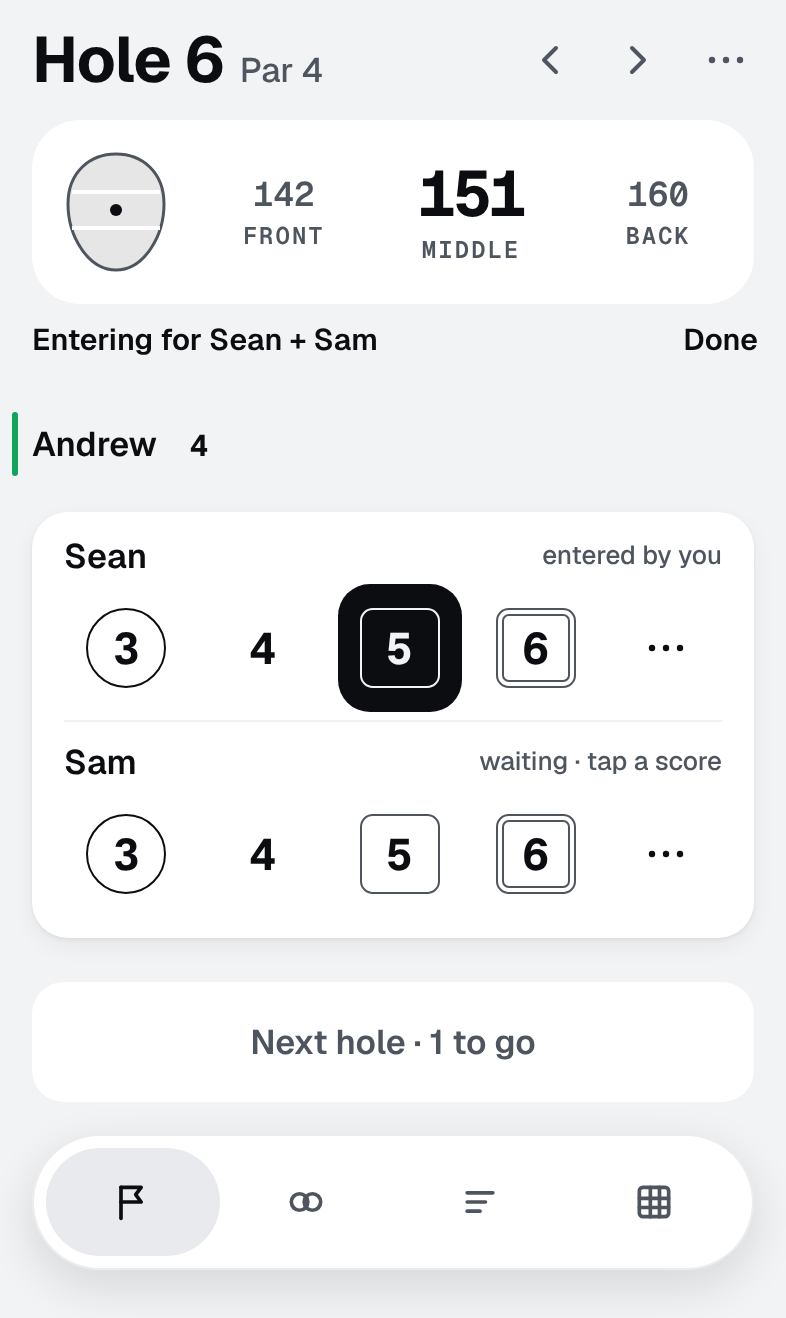 Hole 6 Par 4
142 151 160
FRONT MIDDLE BACK
Entering for Sean + Sam Done
Andrew 4
Sean entered by you
3 4 5 6 ...
Sam waiting · tap a score
3 4 5 6 ...
Next hole · 1 to go